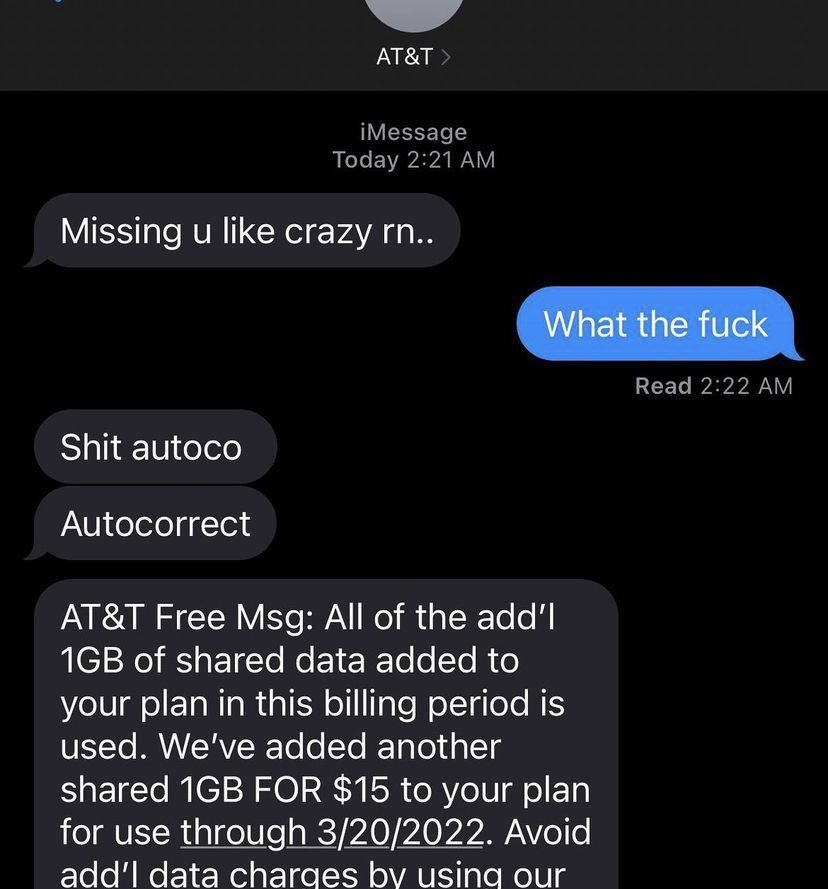 AT&T
iMessage
Today 2:21 AM
Missing u like crazy rn..
What the fuck
Read 2:22 AM
Shit autoco
Autocorrect
AT&T Free Msg: All of the add’l
1GB of shared data added to
your plan in this billing period is
used. We’ve added another
shared 1GB FOR $15 to your plan
for use through 3/20/2022. Avoid
add’l data charges by using our